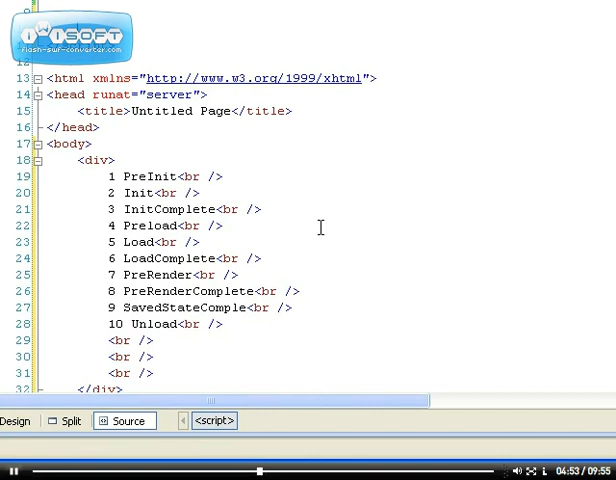 iWiSOFT
flash-swf-converter.com
12
13 <html xmlns="http://www.w3.org/1999/xhtml">
14 <head runat="server">
15 <title>Untitled Page</title>
16 </head>
17 <body>
18 <div>
19 1 PreInit<br />
20 2 Init<br />
21 3 InitComplete<br />
22 4 Preload<br />
23 5 Load<br />
24 6 LoadComplete<br />
25 7 PreRender<br />
26 8 PreRenderComplete<br />
27 9 SavedStateComple<br />
28 10 Unload<br />
29 <br />
30 <br />
31 <br />
32 </div>
Design Split Source <script>
04:53 / 09:55